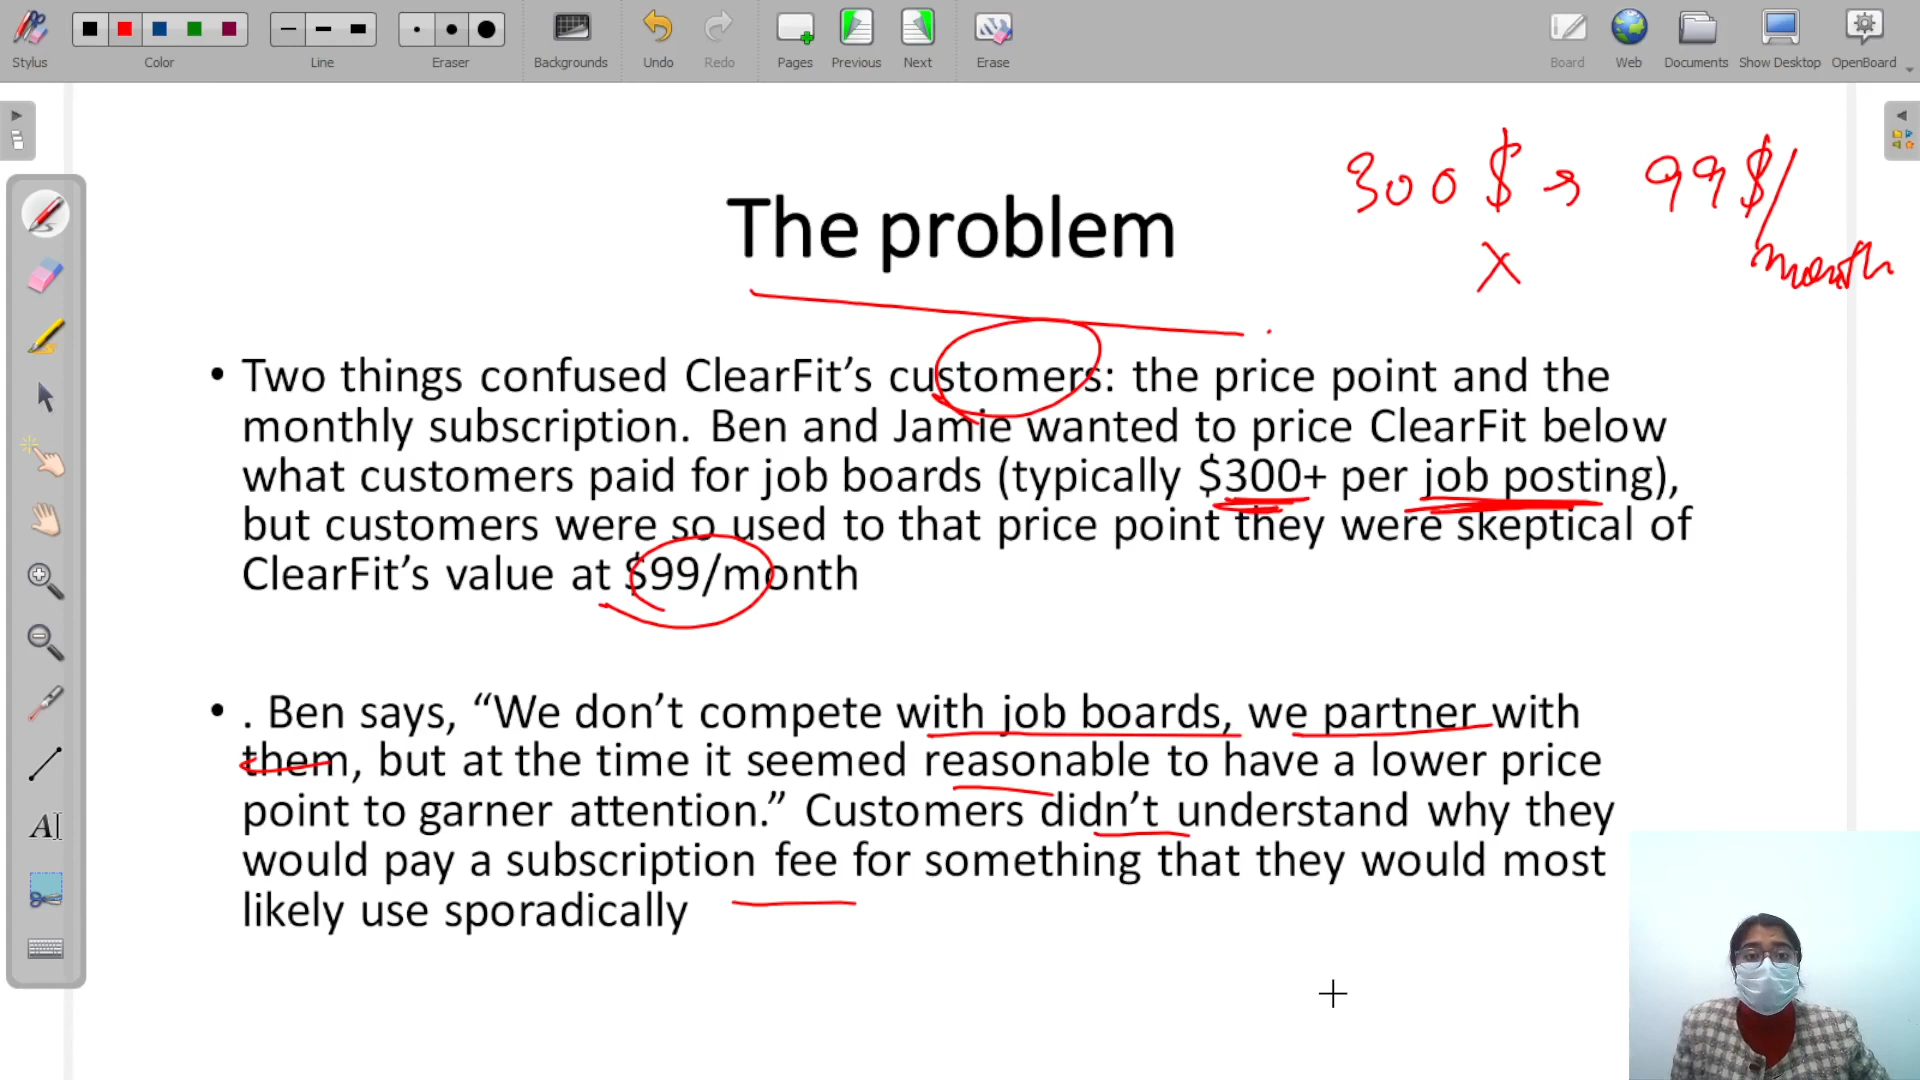 Stylus
Color
Line
Eraser
Backgrounds
Undo
Redo
Pages
Previous
Next
Erase
Board
Web
Documents
Show Desktop
OpenBoard
300 $ → 99 $/
month
X
The problem
• Two things confused ClearFit’s customers: the price point and the
monthly subscription. Ben and Jamie wanted to price ClearFit below
what customers paid for job boards (typically $300+ per job posting),
but customers were so used to that price point they were skeptical of
ClearFit’s value at $99/month
• . Ben says, “We don’t compete with job boards, we partner with
them, but at the time it seemed reasonable to have a lower price
point to garner attention.” Customers didn’t understand why they
would pay a subscription fee for something that they would most
likely use sporadically
AI